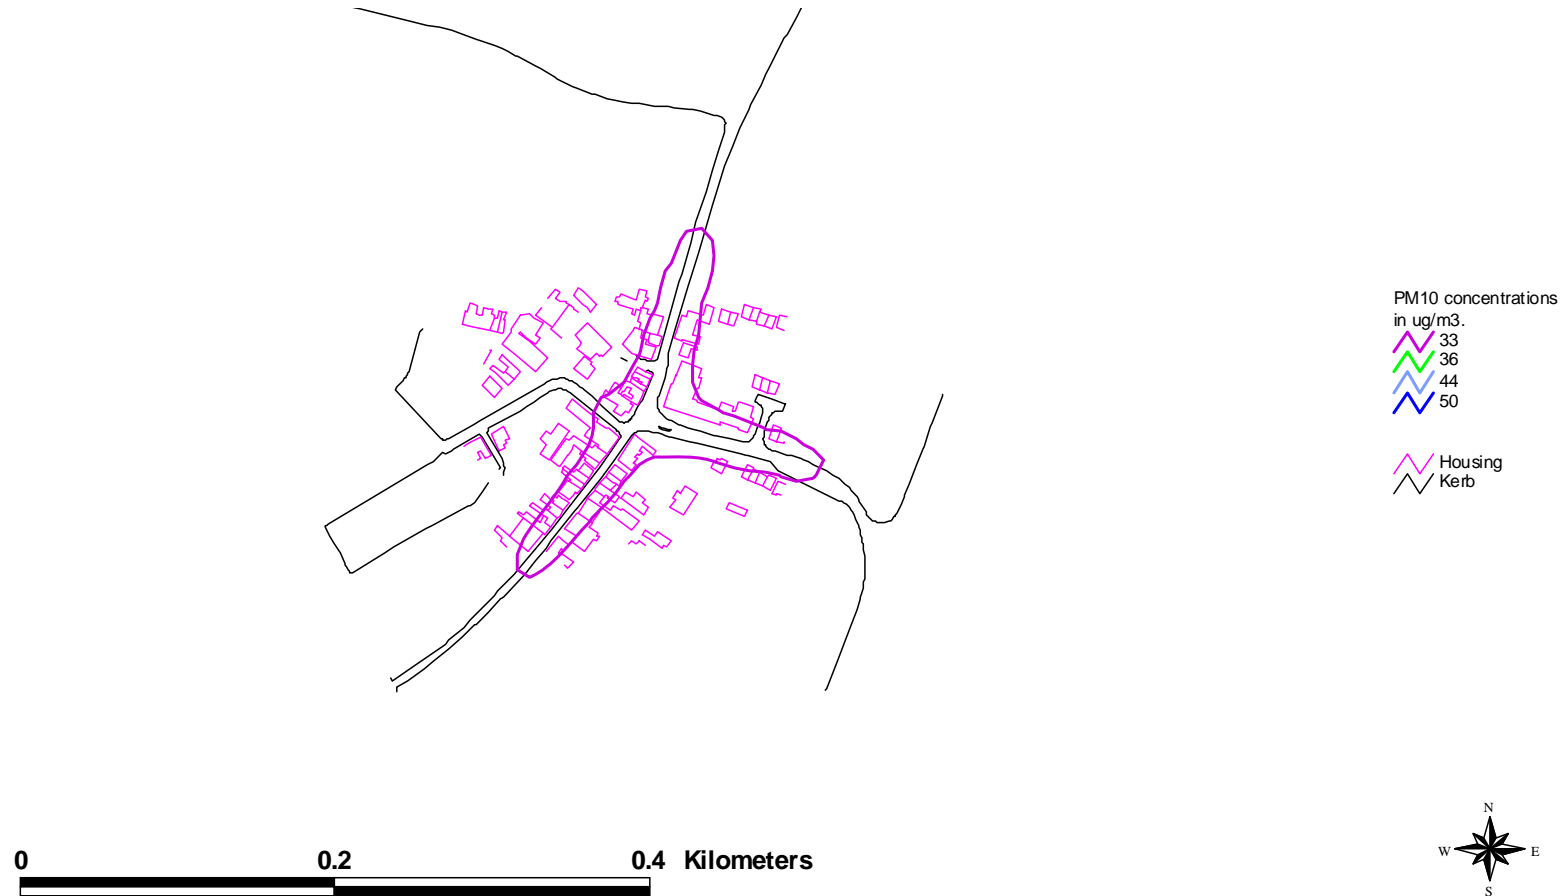 PM10 concentrations
in ug/m3.
33
36
44
50
Housing
Kerb
N
W E
S
0 0.2 0.4 Kilometers